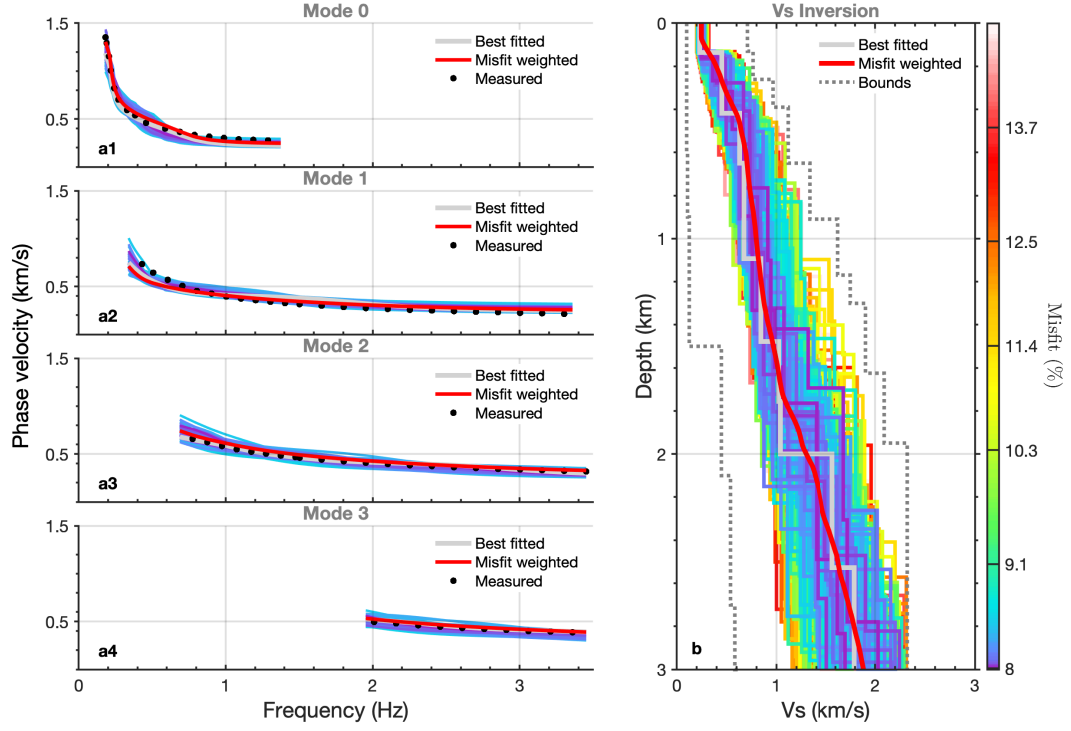 Mode 0
1.5
0.5
Best fitted
Misfit weighted
Measured
a1
Mode 1
1.5
0.5
Best fitted
Misfit weighted
Measured
a2
Mode 2
1.5
0.5
Best fitted
Misfit weighted
Measured
a3
Mode 3
1.5
0.5
Best fitted
Misfit weighted
Measured
a4
0 1 2 3
Frequency (Hz)
Phase velocity (km/s)
Vs Inversion
0
1
2
3
Best fitted
Misfit weighted
Bounds
b
0 1 2 3
Vs (km/s)
Depth (km)
13.7
12.5
11.4
10.3
9.1
8
Misfit (%)